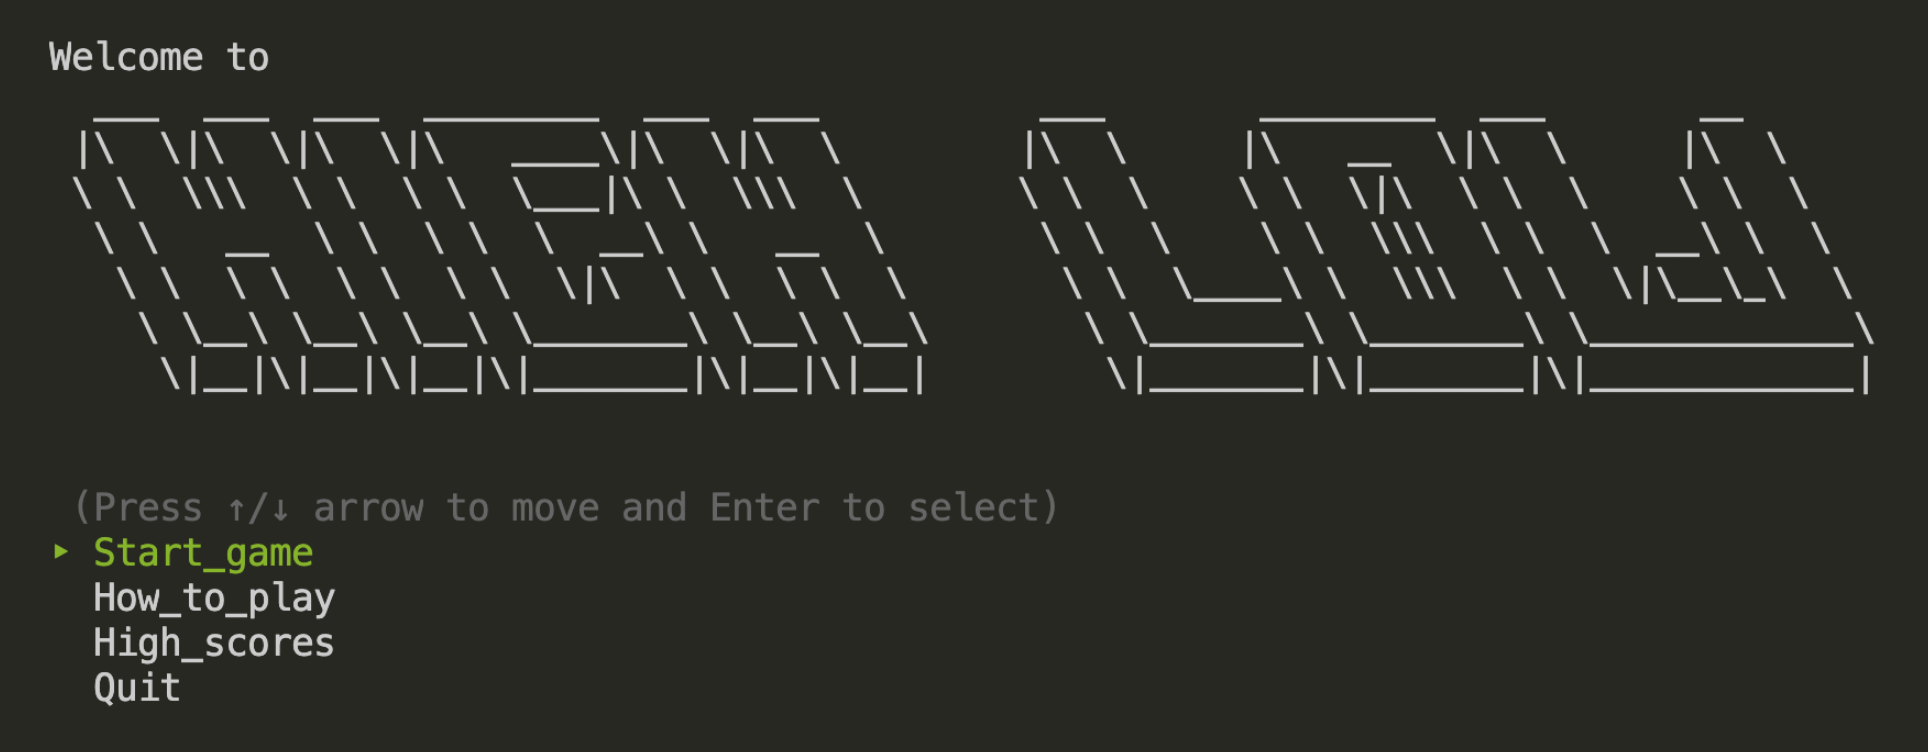 Welcome to
HIGH LOW
(Press ↑/↓ arrow to move and Enter to select)
‣ Start_game
How_to_play
High_scores
Quit